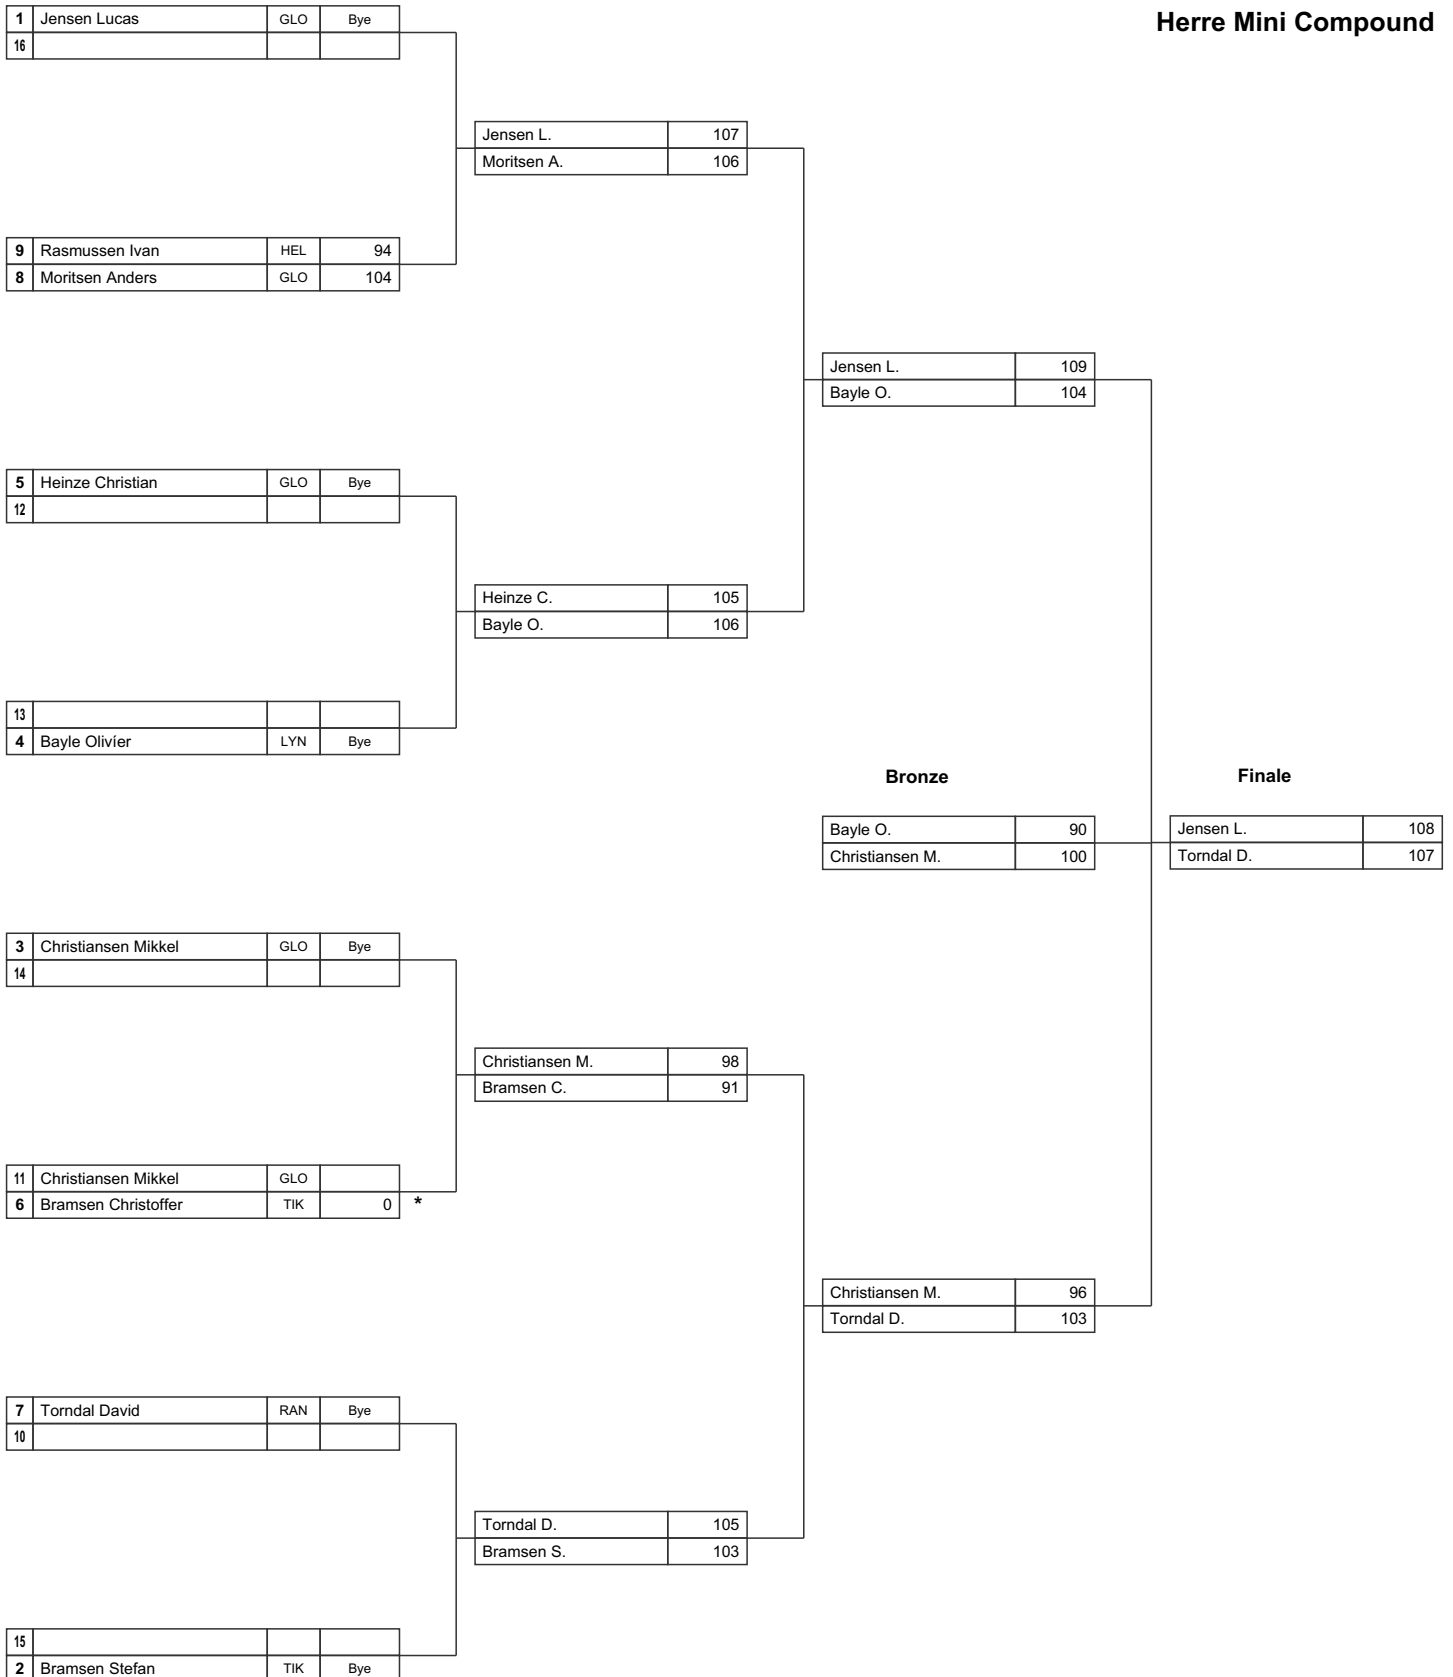 Herre Mini Compound
1 Jensen Lucas GLO Bye
16
Jensen L. 107
Moritsen A. 106
9 Rasmussen Ivan HEL 94
8 Moritsen Anders GLO 104
Jensen L. 109
Bayle O. 104
5 Heinze Christian GLO Bye
12
Heinze C. 105
Bayle O. 106
13
4 Bayle Olivíer LYN Bye
Bronze Finale
Bayle O. 90 Jensen L. 108
Christiansen M. 100 Torndal D. 107
3 Christiansen Mikkel GLO Bye
14
Christiansen M. 98
Bramsen C. 91
11 Christiansen Mikkel GLO
6 Bramsen Christoffer TIK 0 *
Christiansen M. 96
Torndal D. 103
7 Torndal David RAN Bye
10
Torndal D. 105
Bramsen S. 103
15
2 Bramsen Stefan TIK Bye